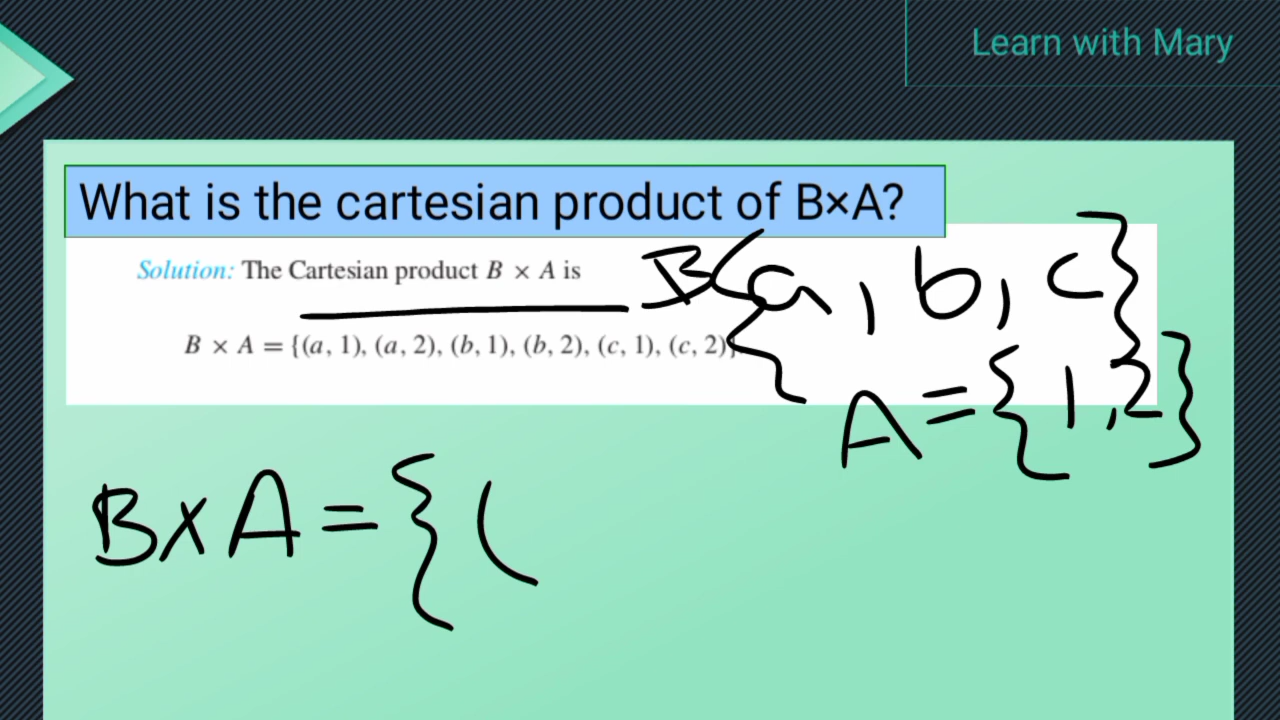 Learn with Mary
What is the cartesian product of B×A?
Solution: The Cartesian product B × A is
B × A = {(a, 1), (a, 2), (b, 1), (b, 2), (c, 1), (c, 2)}
B{a, b, c}
A={1,2}
B×A={(